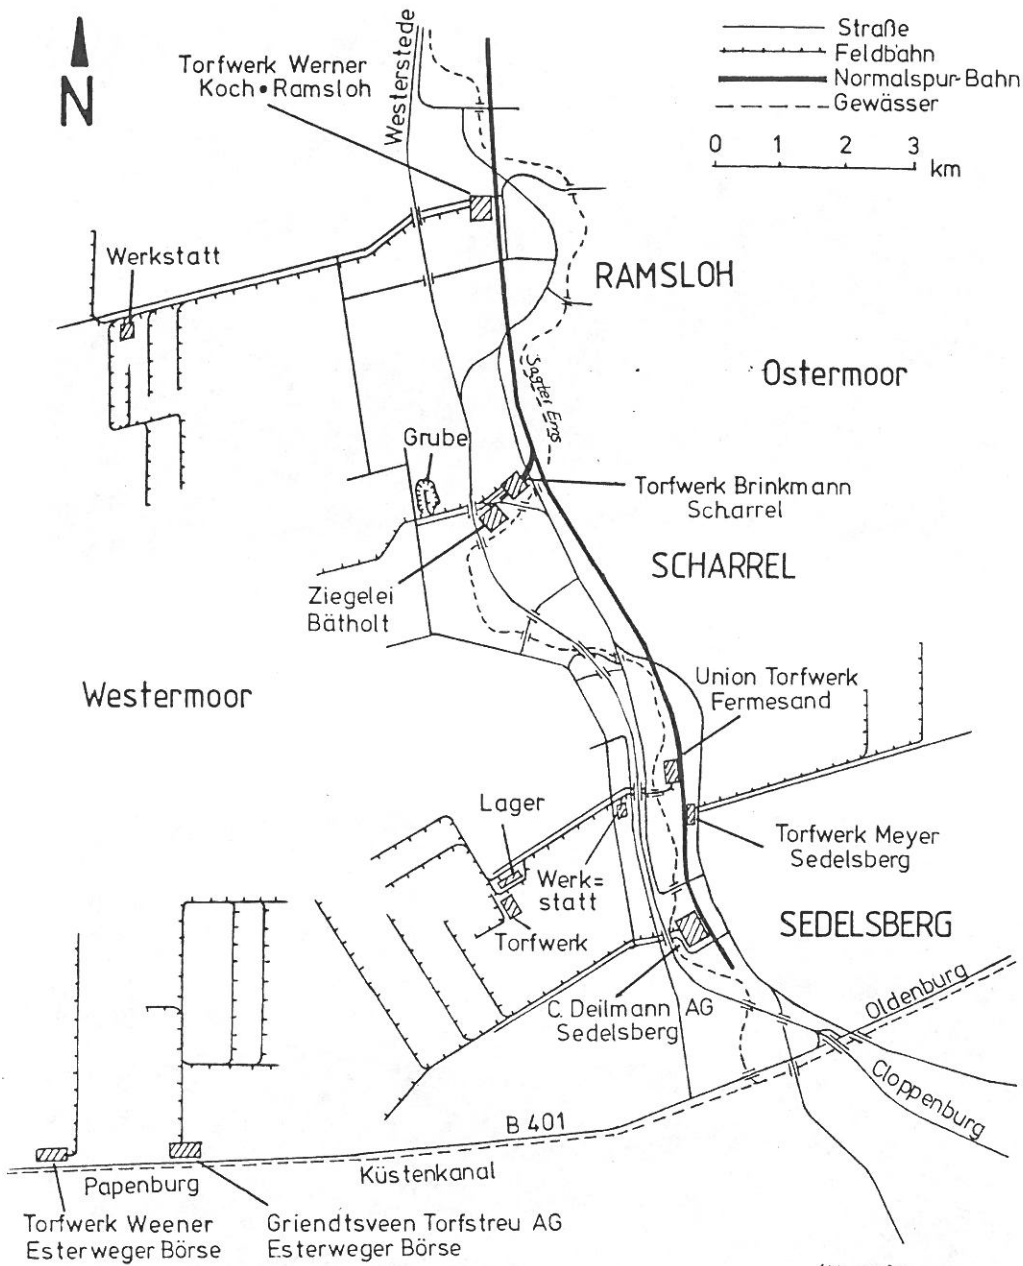 N
Torfwerk Werner
Koch • Ramsloh
Westerstede
Straße
Feldbahn
Normalspur-Bahn
Gewässer
0 1 2 3
km
Werkstatt
RAMSLOH
Ostermoor
Sagter Ems
Grube
Torfwerk Brinkmann
Scharrel
SCHARREL
Ziegelei
Bätholt
Westermoor
Union Torfwerk
Fermesand
Lager
Torfwerk Meyer
Sedelsberg
Werk=
statt
Torfwerk
SEDELSBERG
C. Deilmann AG
Sedelsberg
Oldenburg
Cloppenburg
B 401
Küstenkanal
Papenburg
Torfwerk Weener
Esterweger Börse
Griendtsveen Torfstreu AG
Esterweger Börse